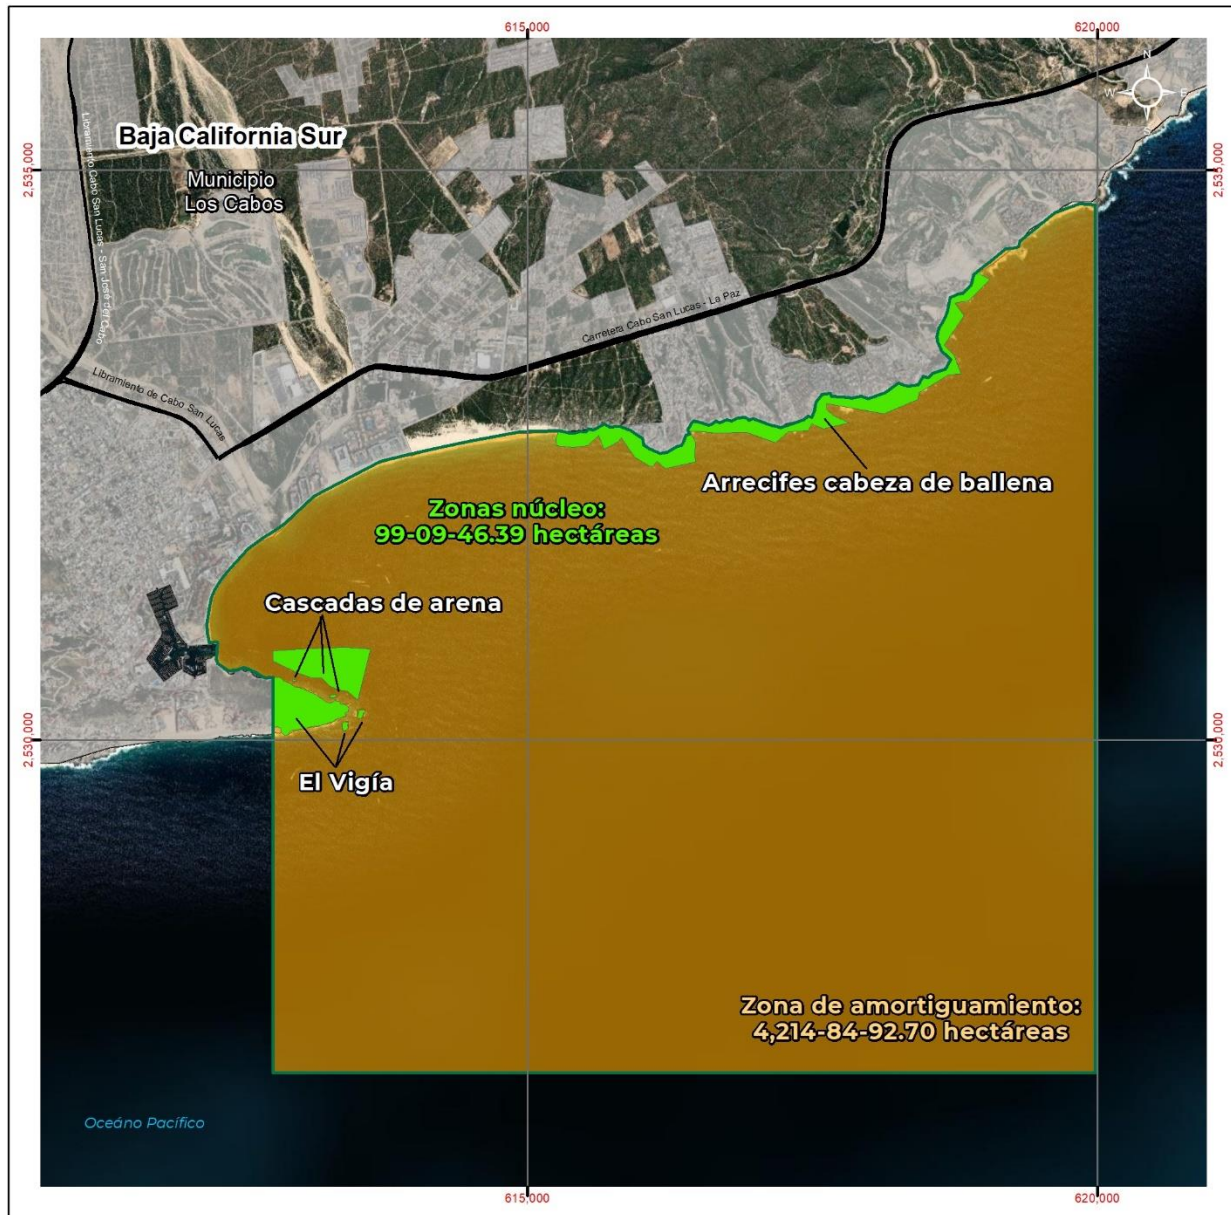 615,000
620,000
N
W
E
S
Baja California Sur
2,535,000
2,535,000
Municipio
Los Cabos
Libramiento Cabo San Lucas - San José del Cabo
Carretera Cabo San Lucas - La Paz
Libramiento de Cabo San Lucas
Arrecifes cabeza de ballena
Zonas núcleo:
99-09-46.39 hectáreas
Cascadas de arena
2,530,000
2,530,000
El Vigía
Zona de amortiguamiento:
4,214-84-92.70 hectáreas
Oceáno Pacífico
615,000
620,000